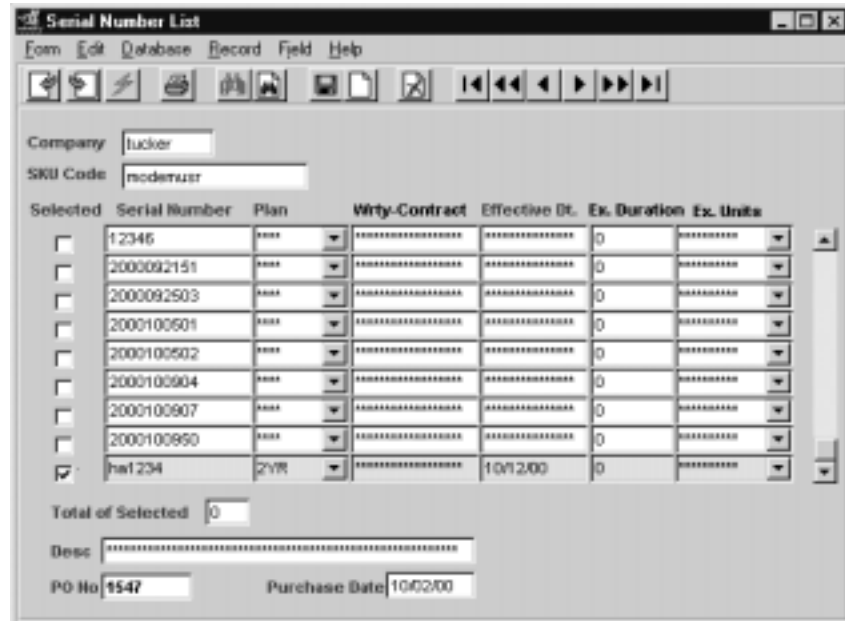 Serial Number List
Form Edit Database Record Field Help
Company tucker
SKU Code modemusr
Selected Serial Number Plan Wrty-Contract Effective Dt. Ex. Duration Ex. Units
12346 **** ****************** *************** 0 **********
2000092151 **** ****************** *************** 0 **********
2000092503 **** ****************** *************** 0 **********
2000100501 **** ****************** *************** 0 **********
2000100502 **** ****************** *************** 0 **********
2000100904 **** ****************** *************** 0 **********
2000100907 **** ****************** *************** 0 **********
2000100950 **** ****************** *************** 0 **********
ha1234 2YR ****************** 10/12/00 0 **********
Total of Selected 0
Desc **********************************************************
PO No 1547 Purchase Date 10/02/00